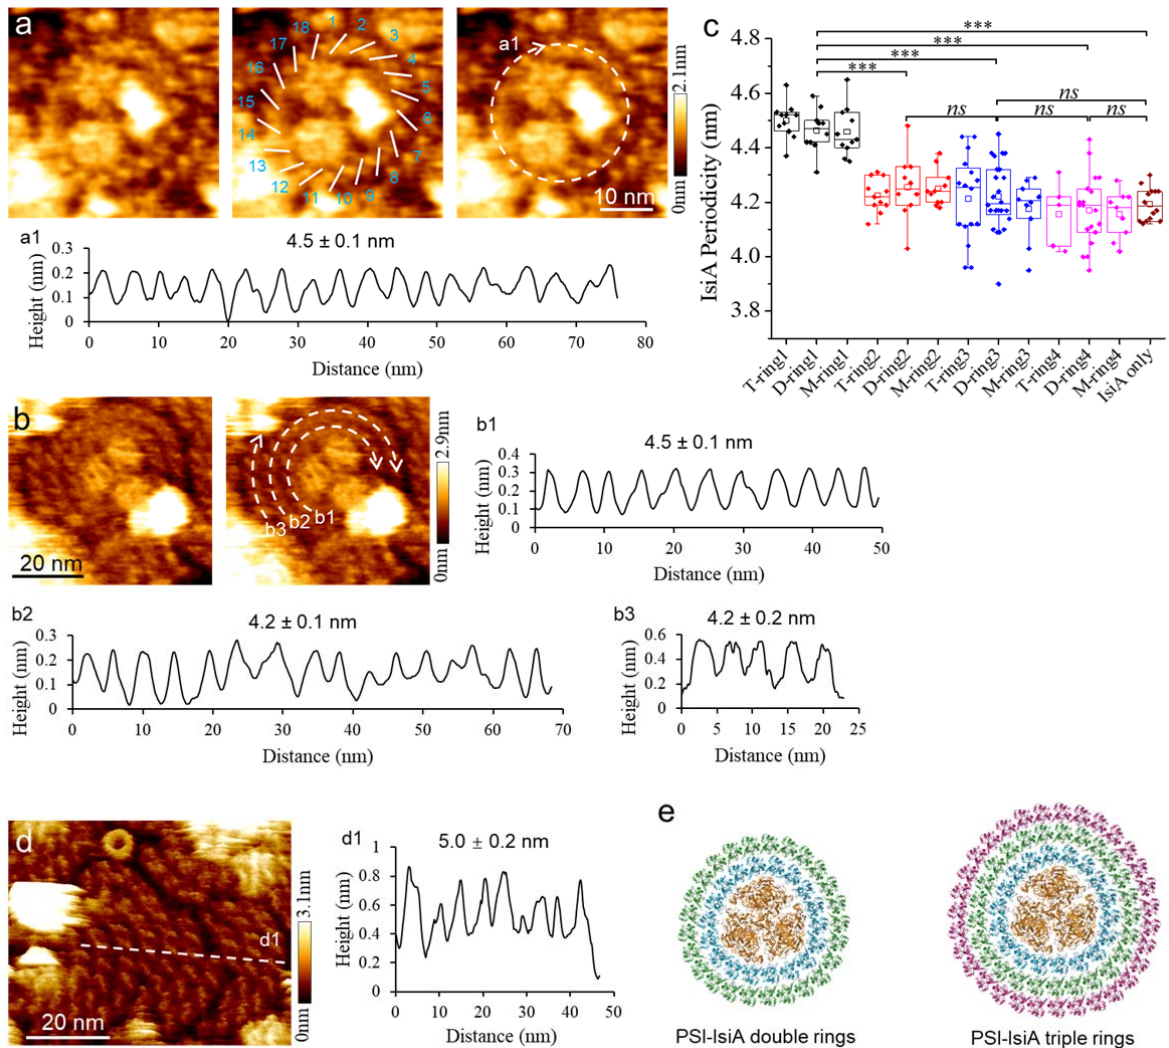 a
18
1
2
3
4
5
6
7
8
9
10
11
12
13
14
15
16
17
a1
10 nm
2.1nm
0nm
a1
4.5 ± 0.1 nm
Height (nm)
0.3
0.2
0.1
0
0 10 20 30 40 50 60 70 80
Distance (nm)
c
IsiA Periodicity (nm)
4.8
4.6
4.4
4.2
4.0
3.8
***
***
***
***
ns
ns
ns
ns
T-ring1
D-ring1
M-ring1
T-ring2
D-ring2
M-ring2
T-ring3
D-ring3
M-ring3
T-ring4
D-ring4
M-ring4
IsiA only
b
20 nm
b3
b2
b1
2.9nm
0nm
b1
4.5 ± 0.1 nm
Height (nm)
0.4
0.3
0.2
0.1
0
0 10 20 30 40 50
Distance (nm)
b2
4.2 ± 0.1 nm
Height (nm)
0.3
0.2
0.1
0
0 10 20 30 40 50 60 70
Distance (nm)
b3
4.2 ± 0.2 nm
Height (nm)
0.6
0.4
0.2
0
0 5 10 15 20 25
Distance (nm)
d
d1
20 nm
3.1nm
0nm
d1
5.0 ± 0.2 nm
Height (nm)
1
0.8
0.6
0.4
0.2
0
0 10 20 30 40 50
Distance (nm)
e
PSI-IsiA double rings
PSI-IsiA triple rings